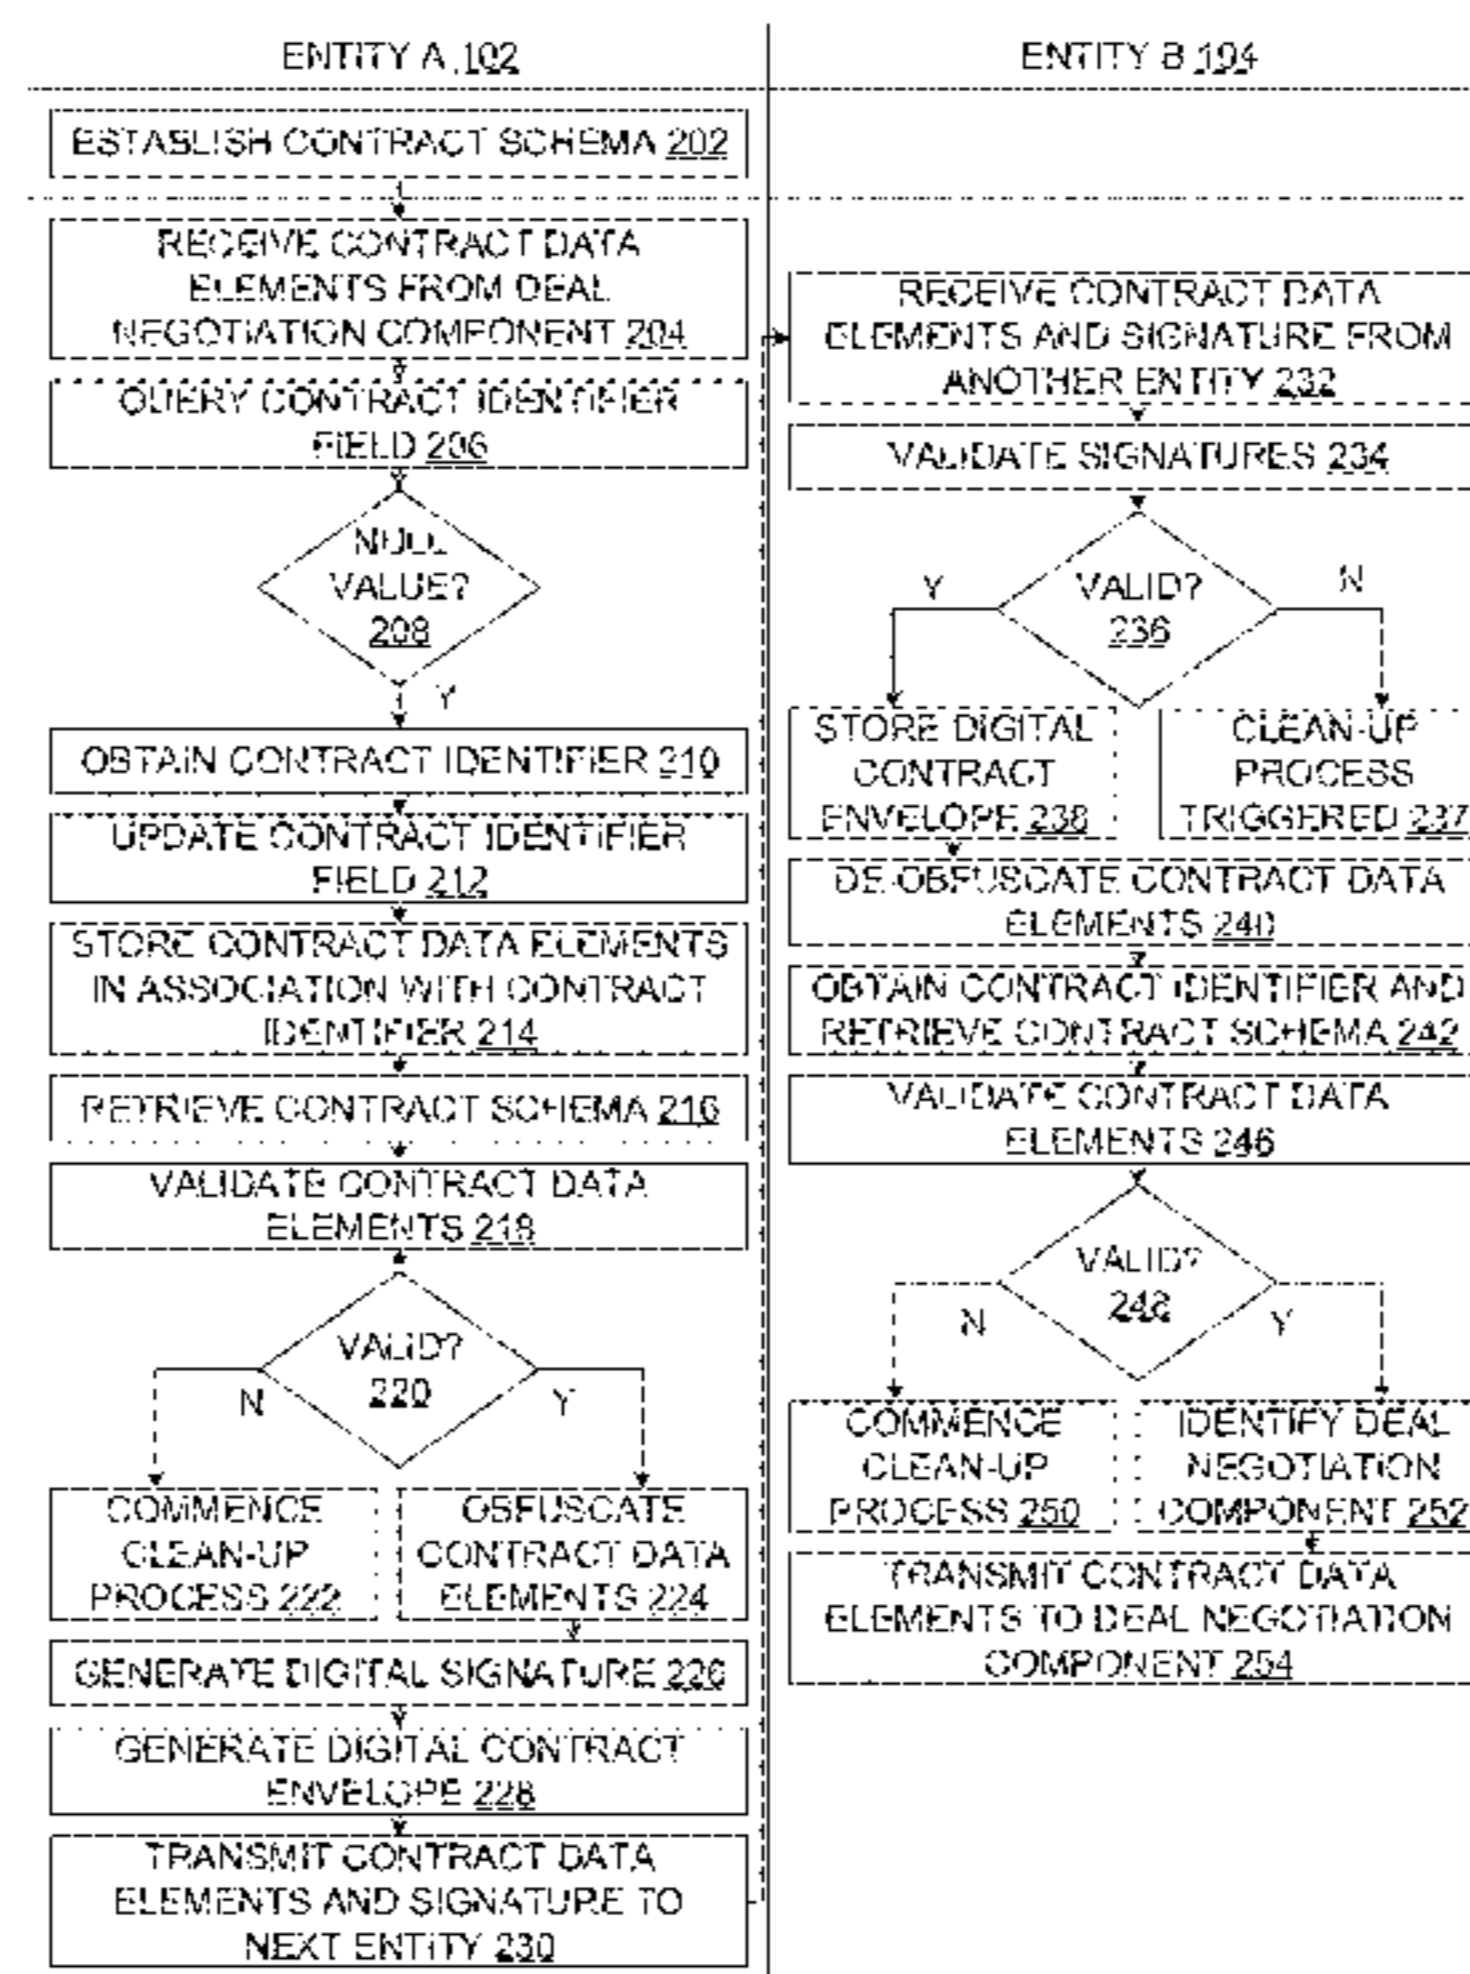 ENTITY A 102
ESTABLISH CONTRACT SCHEMA 202
RECEIVE CONTRACT DATA
ELEMENTS FROM DEAL
NEGOTIATION COMPONENT 204
QUERY CONTRACT IDENTIFIER
FIELD 206
NULL
VALUE?
208
Y
OBTAIN CONTRACT IDENTIFIER 210
UPDATE CONTRACT IDENTIFIER
FIELD 212
STORE CONTRACT DATA ELEMENTS
IN ASSOCIATION WITH CONTRACT
IDENTIFIER 214
RETRIEVE CONTRACT SCHEMA 216
VALIDATE CONTRACT DATA
ELEMENTS 218
VALID?
220
N
Y
COMMENCE
CLEAN-UP
PROCESS 222
OBFUSCATE
CONTRACT DATA
ELEMENTS 224
GENERATE DIGITAL SIGNATURE 226
GENERATE DIGITAL CONTRACT
ENVELOPE 228
TRANSMIT CONTRACT DATA
ELEMENTS AND SIGNATURE TO
NEXT ENTITY 230
ENTITY B 104
RECEIVE CONTRACT DATA
ELEMENTS AND SIGNATURE FROM
ANOTHER ENTITY 232
VALIDATE SIGNATURES 234
VALID?
236
Y
N
STORE DIGITAL
CONTRACT
ENVELOPE 238
CLEAN-UP
PROCESS
TRIGGERED 237
DE-OBFUSCATE CONTRACT DATA
ELEMENTS 240
OBTAIN CONTRACT IDENTIFIER AND
RETRIEVE CONTRACT SCHEMA 242
VALIDATE CONTRACT DATA
ELEMENTS 246
VALID?
248
N
Y
COMMENCE
CLEAN-UP
PROCESS 250
IDENTIFY DEAL
NEGOTIATION
COMPONENT 252
TRANSMIT CONTRACT DATA
ELEMENTS TO DEAL NEGOTIATION
COMPONENT 254